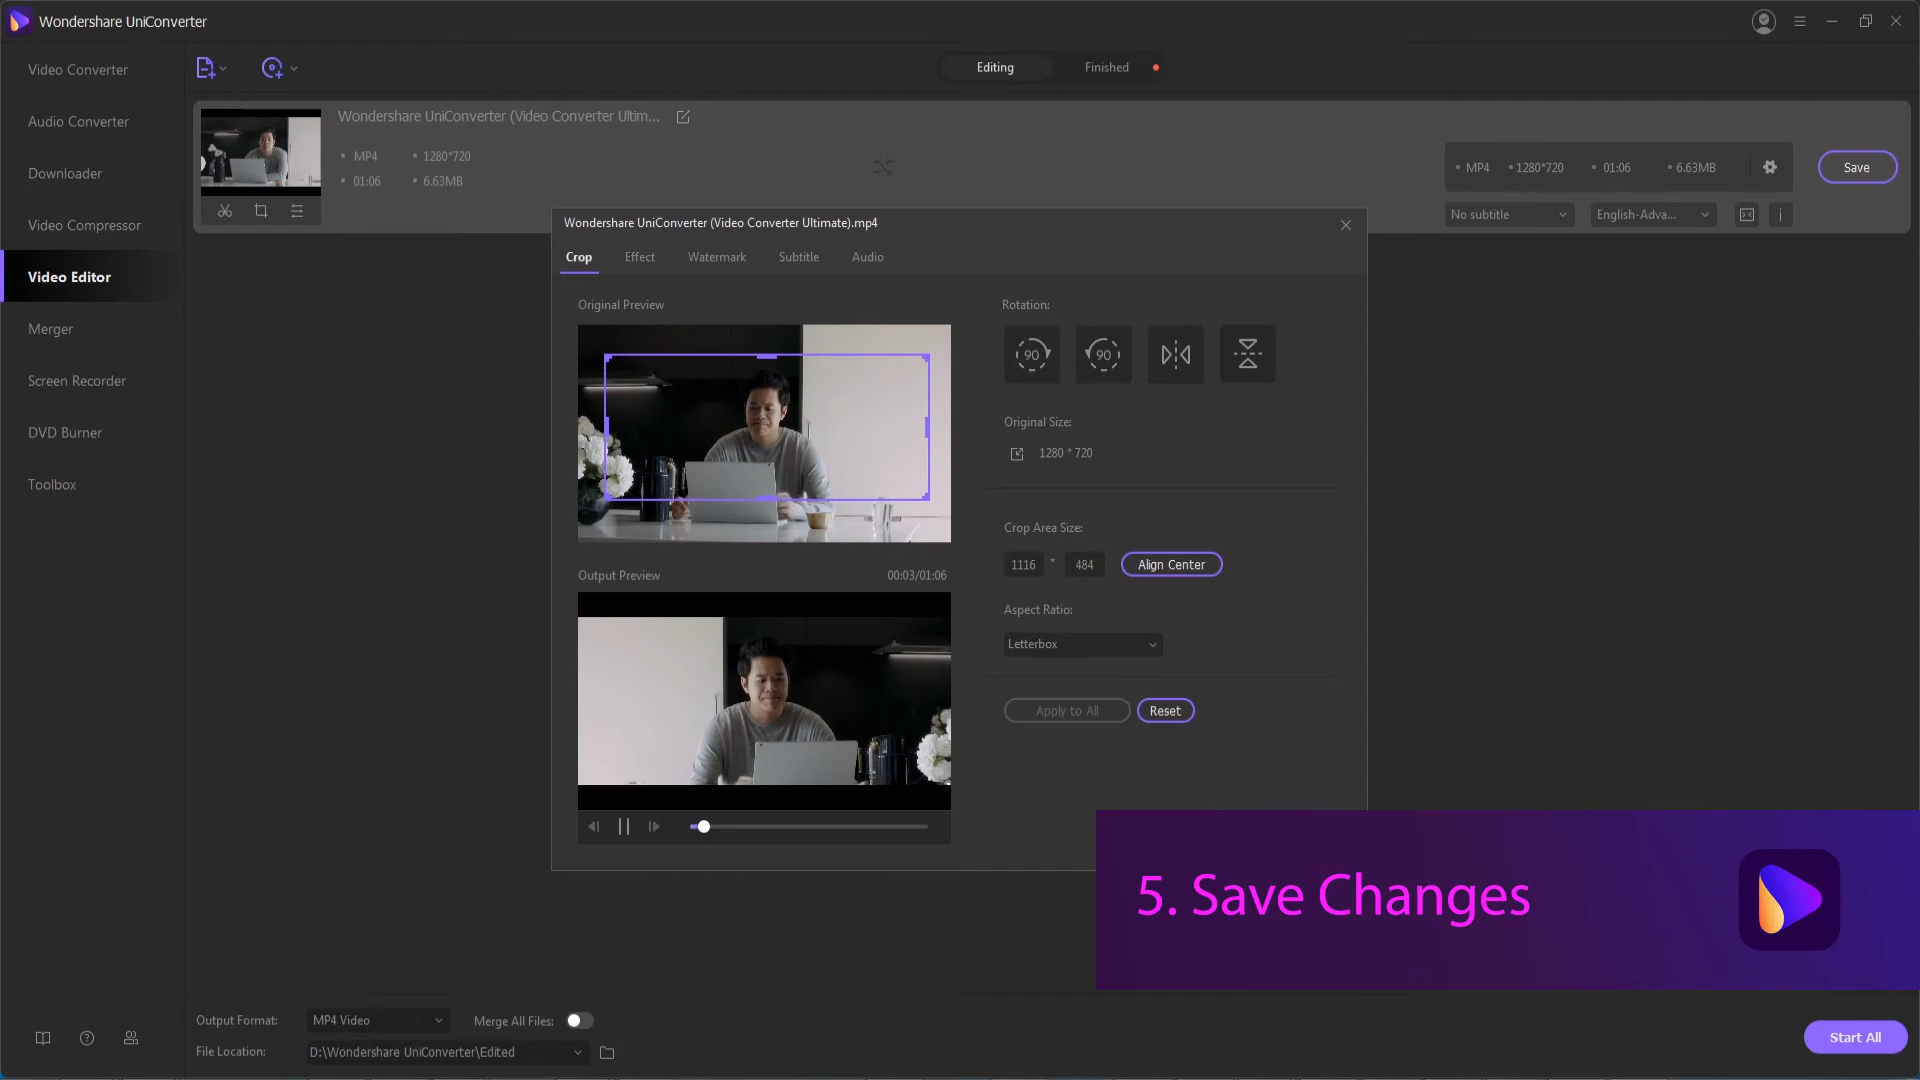 Wondershare UniConverter
Video Converter
Audio Converter
Downloader
Video Compressor
Video Editor
Merger
Screen Recorder
DVD Burner
Toolbox
Editing
Finished
Wondershare UniConverter (Video Converter Ultim...
MP4
1280*720
01:06
6.63MB
MP4
1280*720
01:06
6.63MB
Save
No subtitle
English-Adva...
Wondershare UniConverter (Video Converter Ultimate).mp4
Crop
Effect
Watermark
Subtitle
Audio
Original Preview
Rotation:
90
90
Original Size:
1280 * 720
Crop Area Size:
1116 * 484
Align Center
Output Preview
00:03/01:06
Aspect Ratio:
Letterbox
Apply to All
Reset
5. Save Changes
Output Format:
MP4 Video
Merge All Files:
File Location:
D:\Wondershare UniConverter\Edited
Start All